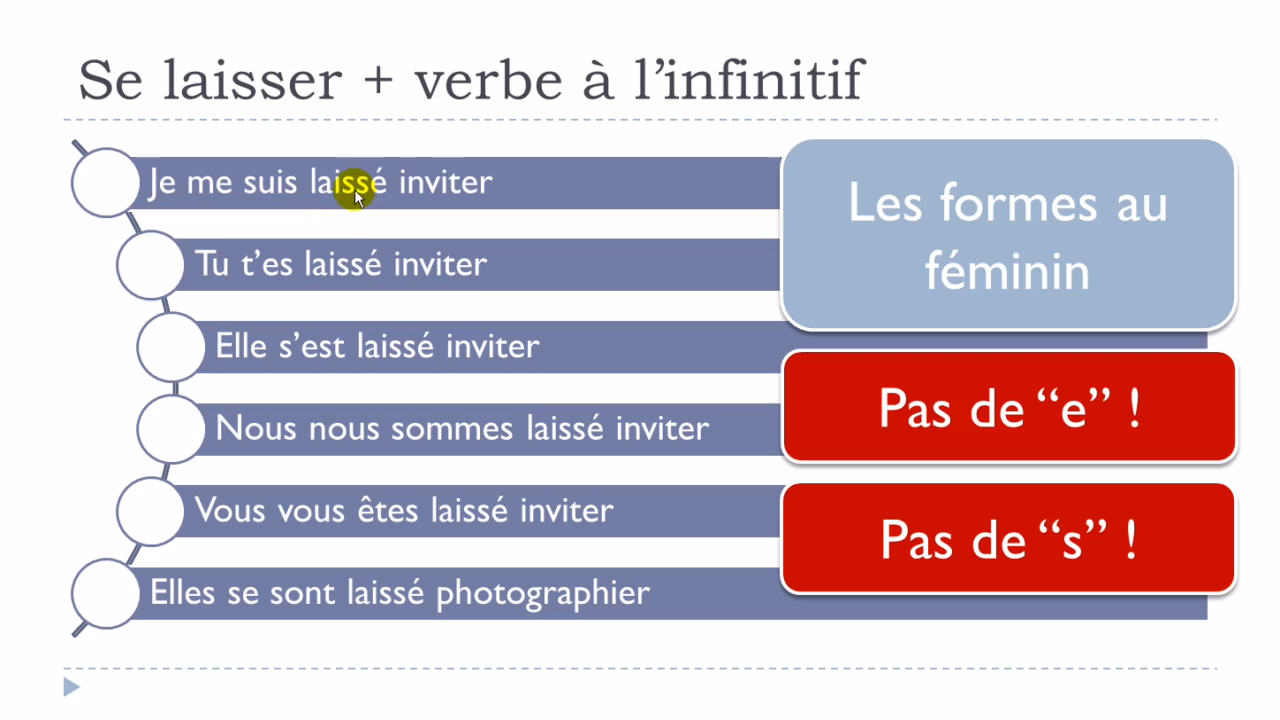 Se laisser + verbe à l’infinitif
Je me suis laissé inviter
Tu t’es laissé inviter
Elle s’est laissé inviter
Nous nous sommes laissé inviter
Vous vous êtes laissé inviter
Elles se sont laissé photographier
Les formes au
féminin
Pas de “e” !
Pas de “s” !